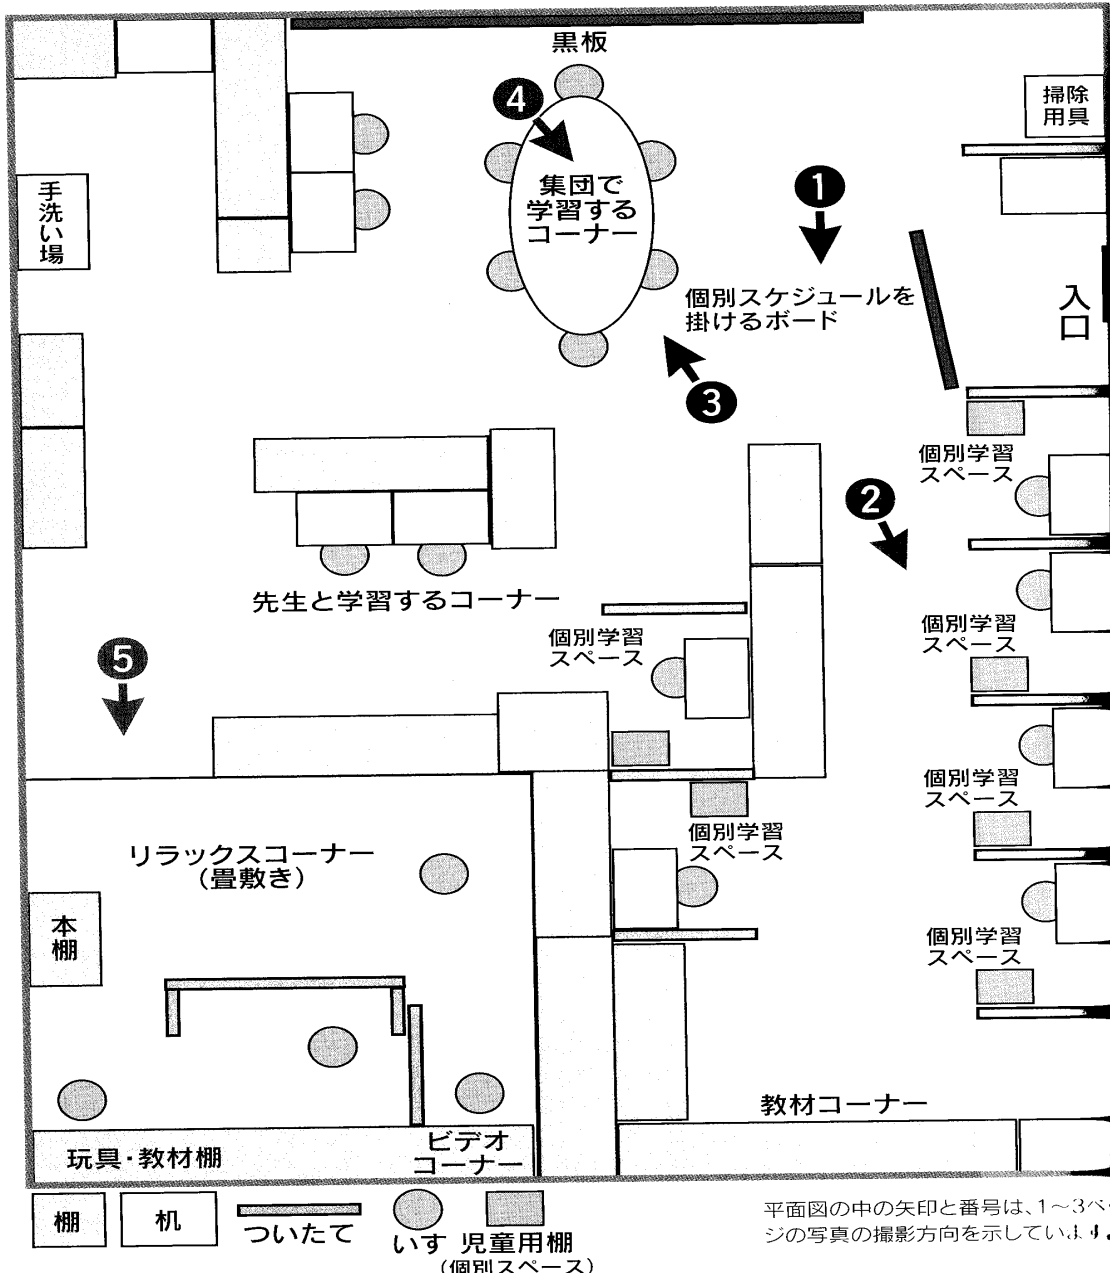 黒板
掃除
用具
❹
❶
手洗い場
集団で
学習する
コーナー
個別スケジュールを
掛けるボード
入口
❸
個別学習
スペース
❷
先生と学習するコーナー
個別学習
スペース
個別学習
スペース
❺
個別学習
スペース
個別学習
スペース
リラックスコーナー
(畳敷き)
本棚
個別学習
スペース
教材コーナー
玩具・教材棚
ビデオ
コーナー
棚
机
ついたて
いす
児童用棚
(個別スペース)
平面図の中の矢印と番号は、1～3ペ
ジの写真の撮影方向を示しています。